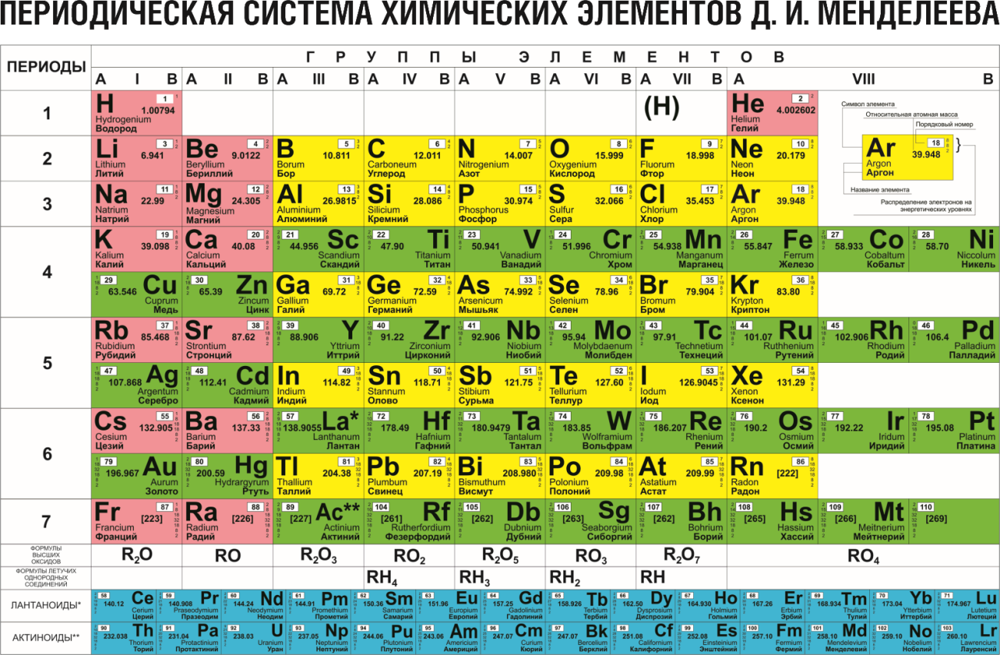 ПЕРИОДИЧЕСКАЯ СИСТЕМА ХИМИЧЕСКИХ ЭЛЕМЕНТОВ Д. И. МЕНДЕЛЕЕВА
ПЕРИОДЫ
ГРУППЫ ЭЛЕМЕНТОВ
A I B A II B A III B A IV B A V B A VI B A VII B A VIII B
1
H 1 1.00794 Hydrogenium Водород
(H)
He 2 4.002602 Helium Гелий
Символ элемента
Относительная атомная масса
Порядковый номер
Ar 18 39.948 Argon Аргон
Название элемента
Распределение электронов на
энергетических уровнях
2
Li 3 6.941 Lithium Литий
Be 4 9.0122 Beryllium Бериллий
B 5 10.811 Borum Бор
C 6 12.011 Carboneum Углерод
N 7 14.007 Nitrogenium Азот
O 8 15.999 Oxygenium Кислород
F 9 18.998 Fluorum Фтор
Ne 10 20.179 Neon Неон
3
Na 11 22.99 Natrium Натрий
Mg 12 24.305 Magnesium Магний
Al 13 26.9815 Aluminium Алюминий
Si 14 28.086 Silicium Кремний
P 15 30.974 Phosphorus Фосфор
S 16 32.066 Sulfur Сера
Cl 17 35.453 Chlorium Хлор
Ar 18 39.948 Argon Аргон
4
K 19 39.098 Kalium Калий
Ca 20 40.08 Calcium Кальций
21 44.956 Sc Scandium Скандий
22 47.90 Ti Titanium Титан
23 50.941 V Vanadium Ванадий
24 51.996 Cr Chromium Хром
25 54.938 Mn Manganum Марганец
26 55.847 Fe Ferrum Железо
27 58.933 Co Cobaltum Кобальт
28 58.70 Ni Niccolum Никель
29 63.546 Cu Cuprum Медь
30 65.39 Zn Zincum Цинк
Ga 31 69.72 Gallium Галий
Ge 32 72.59 Germanium Германий
As 33 74.992 Arsenicum Мышьяк
Se 34 78.96 Selenium Селен
Br 35 79.904 Bromum Бром
Kr 36 83.80 Krypton Криптон
5
Rb 37 85.468 Rubidium Рубидий
Sr 38 87.62 Strontium Стронций
39 88.906 Y Yttrium Иттрий
40 91.22 Zr Zirconium Цирконий
41 92.906 Nb Niobium Ниобий
42 95.94 Mo Molybdaenum Молибден
43 97.91 Tc Technetium Технеций
44 101.07 Ru Ruthhenium Рутений
45 102.906 Rh Rhodium Родий
46 106.4 Pd Palladium Палладий
47 107.868 Ag Argentum Серебро
48 112.41 Cd Cadmium Кадмий
In 49 114.82 Indium Индий
Sn 50 118.71 Stannum Олово
Sb 51 121.75 Stibium Сурьма
Te 52 127.60 Tellurium Теллур
I 53 126.9045 Iodum Иод
Xe 54 131.29 Xenon Ксенон
6
Cs 55 132.905 Cesium Цезий
Ba 56 137.33 Barium Барий
57 138.9055 La* Lanthanum Лантан
72 178.49 Hf Hafnium Гафний
73 180.9479 Ta Tantalum Тантал
74 183.85 W Wolframium Вольфрам
75 186.207 Re Rhenium Рений
76 190.2 Os Osmium Осмий
77 192.22 Ir Iridium Иридий
78 195.08 Pt Platinum Платина
79 196.967 Au Aurum Золото
80 200.59 Hg Hydrargyrum Ртуть
Tl 81 204.38 Thallium Таллий
Pb 82 207.19 Plumbum Свинец
Bi 83 208.980 Bismuthum Висмут
Po 84 209.98 Polonium Полоний
At 85 209.99 Astatium Астат
Rn 86 [222] Radon Радон
7
Fr 87 [223] Francium Франций
Ra 88 [226] Radium Радий
89 [227] Ac** Actinium Актиний
104 [261] Rf Rutherfordium Фезерфордий
105 [262] Db Dubnium Дубний
106 [263] Sg Seaborgium Сиборгий
107 [262] Bh Bohrium Борий
108 [265] Hs Hassium Хассий
109 [266] Mt Meitnerium Мейтнерий
110 [269]
ФОРМУЛЫ
ВЫСШИХ
ОКСИДОВ
R₂O RO R₂O₃ RO₂ R₂O₅ RO₃ R₂O₇ RO₄
ФОРМУЛЫ ЛЕТУЧИХ
ОДНОРОДНЫХ
СОЕДИНЕНИЙ
RH₄ RH₃ RH₂ RH
ЛАНТАНОИДЫ*
58 140.12 Ce Cerium Церий
59 140.908 Pr Praseodymium Празеодим
60 144.24 Nd Neodymium Неодим
61 144.91 Pm Promethium Прометий
62 150.36 Sm Samarium Самарий
63 151.96 Eu Europium Европий
64 157.25 Gd Gadolinium Гадолиний
65 158.926 Tb Terbium Тербий
66 162.50 Dy Dysprosium Диспрозий
67 164.930 Ho Holmium Гольмий
68 167.26 Er Erbium Эрбий
69 168.934 Tm Thulium Тулий
70 173.04 Yb Ytterbium Иттербий
71 174.967 Lu Lutetium Лютеций
АКТИНОИДЫ**
90 232.038 Th Thorium Торий
91 231.04 Pa Protactinium Протактиний
92 238.03 U Uranium Уран
93 237.05 Np Neptunium Нептуний
94 244.06 Pu Plutonium Плутоний
95 243.06 Am Americium Америций
96 247.07 Cm Curium Кюрий
97 247.07 Bk Bercelium Берклий
98 251.08 Cf Californium Калифорний
99 252.08 Es Einsteinium Энштейний
100 257.10 Fm Fermium Фермий
101 258.10 Md Mendelevium Менделевий
102 259.10 No Nobelium Нобелий
103 260.10 Lr Lawrencium Лауренсий